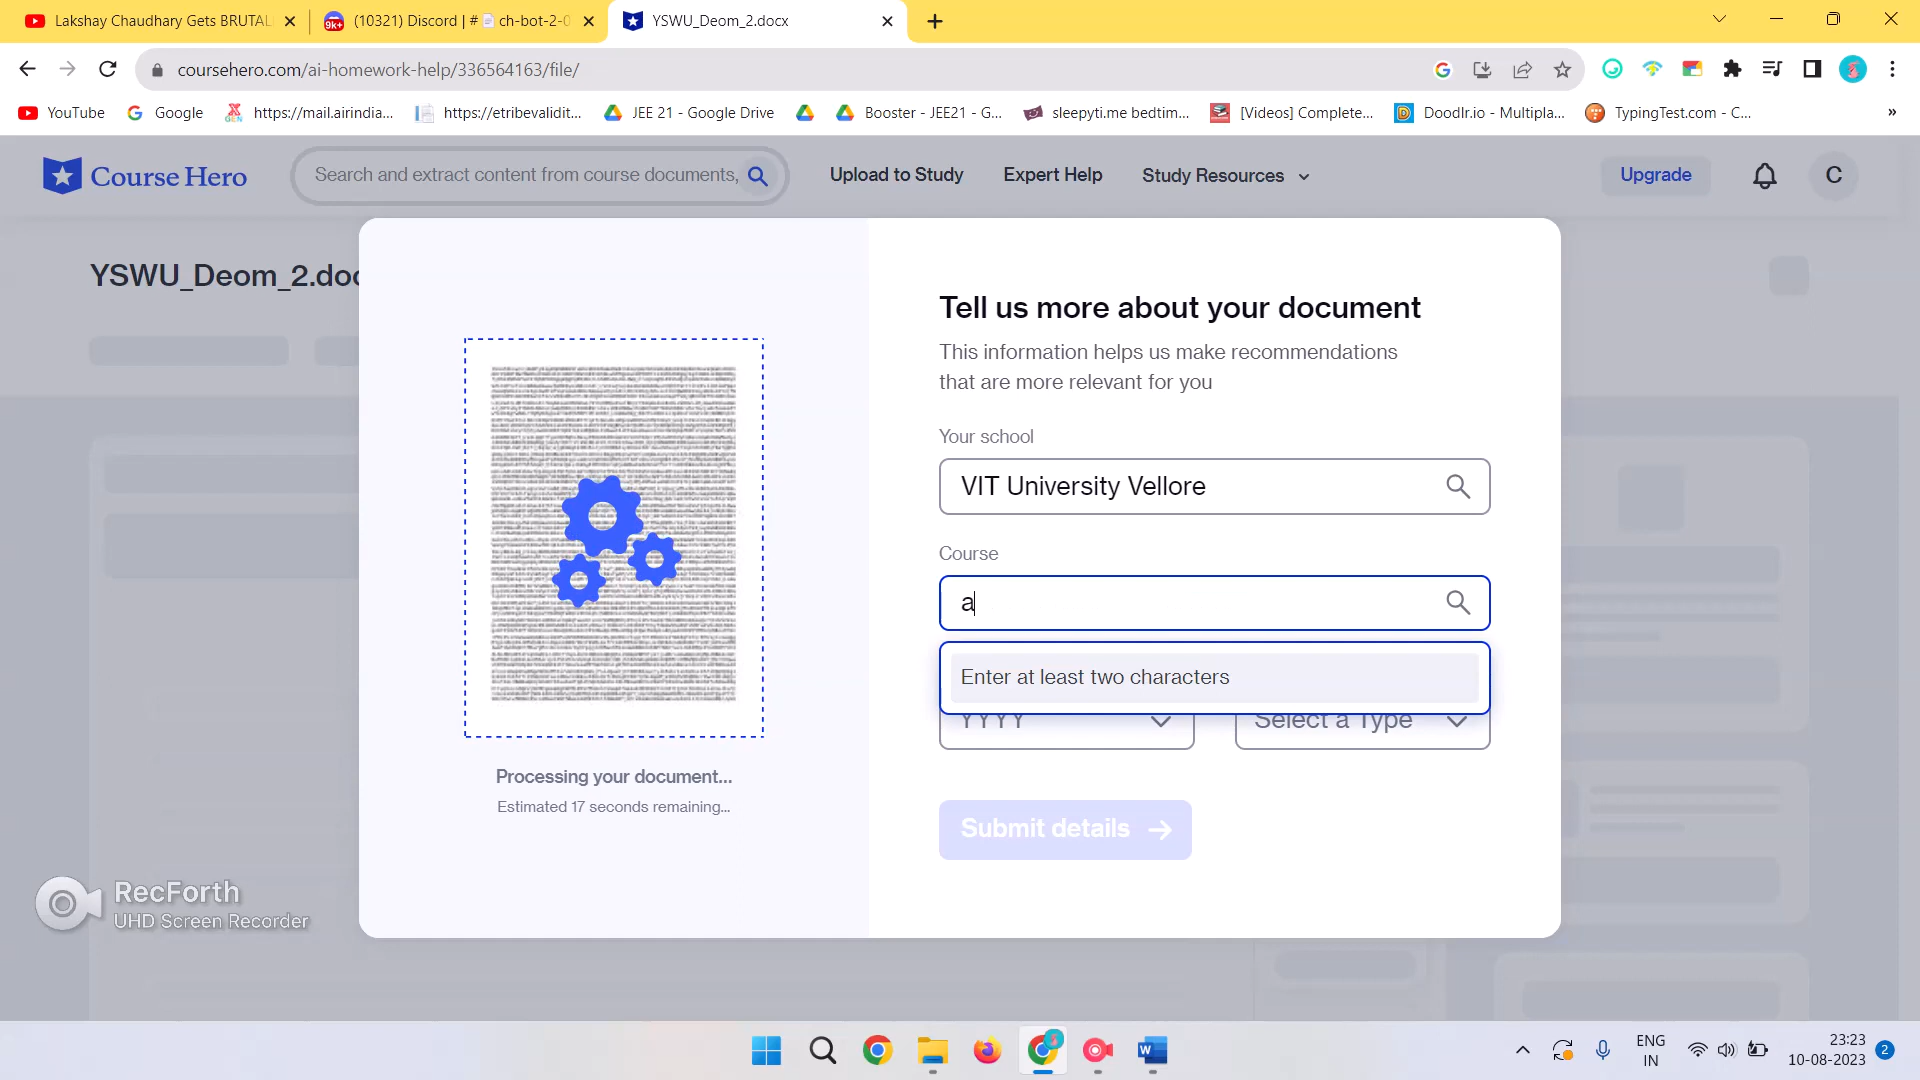 Lakshay Chaudhary Gets BRUTAL
(10321) Discord | # ch-bot-2-0
YSWU_Deom_2.docx
coursehero.com/ai-homework-help/336564163/file/
YouTube
Google
https://mail.airindia...
https://etribevalidit...
JEE 21 - Google Drive
Booster - JEE21 - G...
sleepyti.me bedtim...
[Videos] Complete...
Doodlr.io - Multipla...
TypingTest.com - C...
»
Course Hero
Search and extract content from course documents,
Upload to Study
Expert Help
Study Resources
Upgrade
C
YSWU_Deom_2.doc
Tell us more about your document
This information helps us make recommendations
that are more relevant for you
Your school
VIT University Vellore
Course
a
Enter at least two characters
YYYY
Select a Type
Processing your document...
Estimated 17 seconds remaining...
Submit details
RecForth
UHD Screen Recorder
ENG
IN
23:23
10-08-2023
2